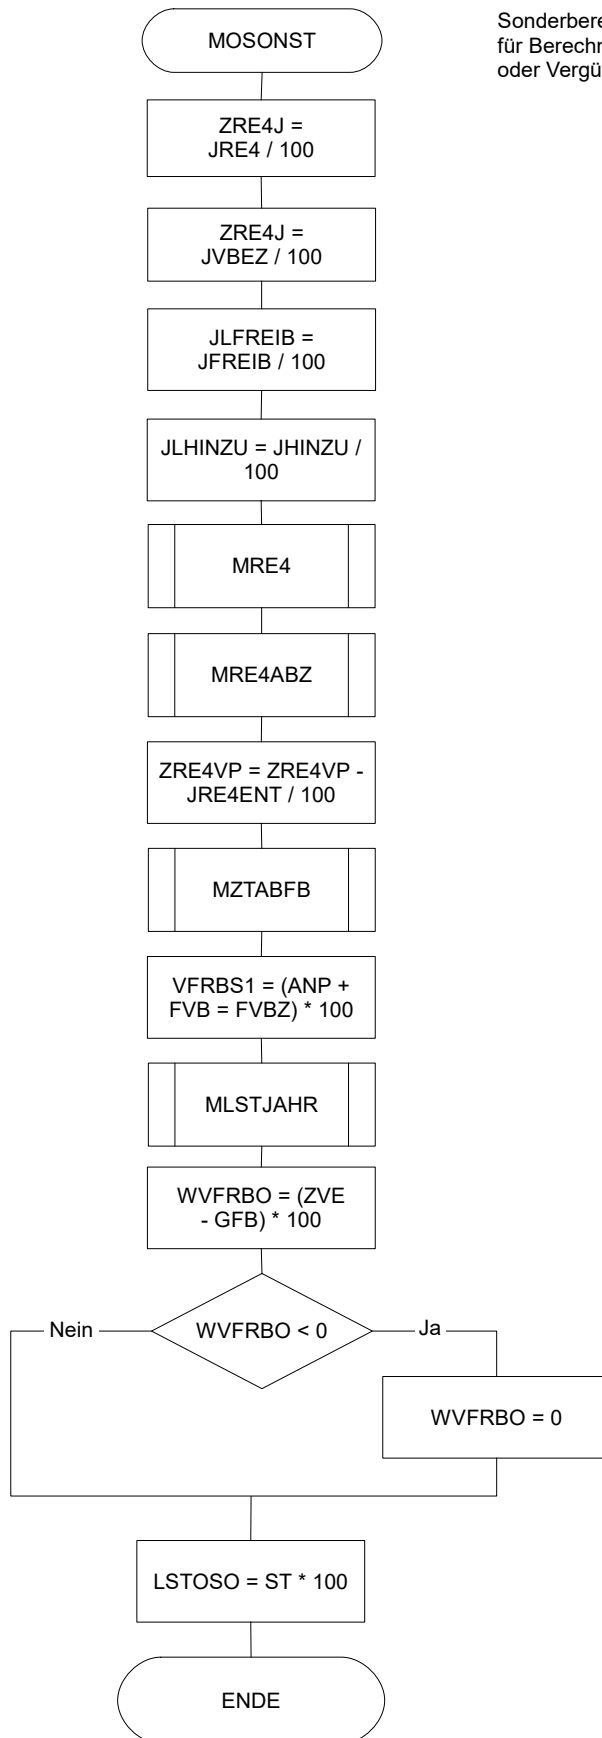 MOSONST
Sonderbere
für Berechr
oder Vergü
ZRE4J =
JRE4 / 100
ZRE4J =
JVBEZ / 100
JLFREIB =
JFREIB / 100
JLHINZU = JHINZU /
100
MRE4
MRE4ABZ
ZRE4VP = ZRE4VP -
JRE4ENT / 100
MZTABFB
VFRBS1 = (ANP +
FVB = FVBZ) * 100
MLSTJAHR
WVFRBO = (ZVE
- GFB) * 100
Nein
WVFRBO < 0
Ja
WVFRBO = 0
LSTOSO = ST * 100
ENDE